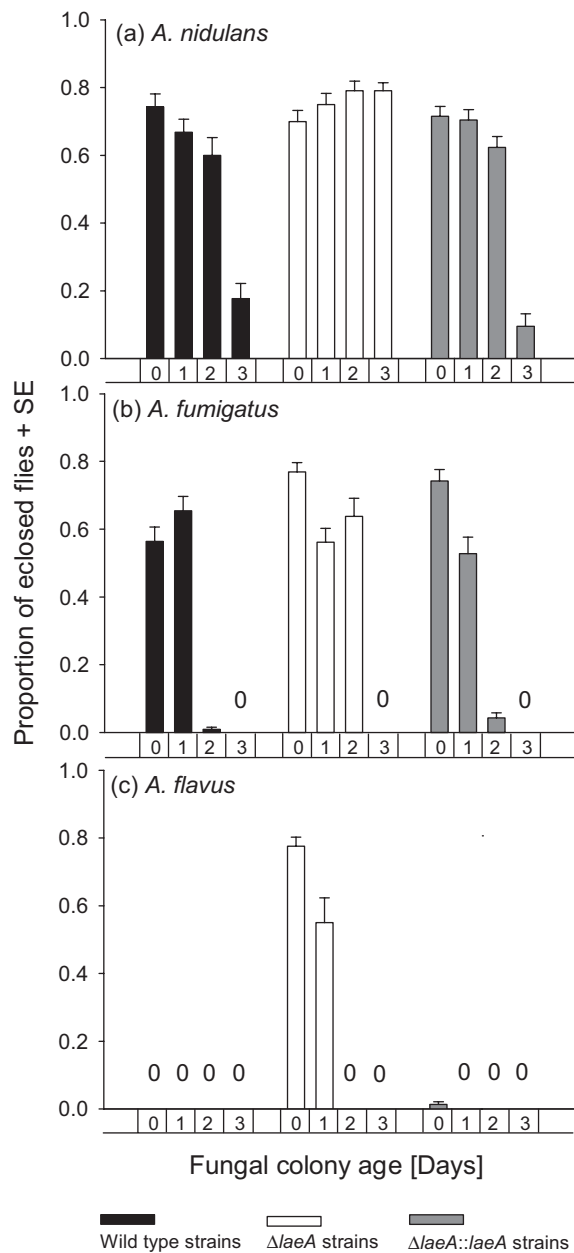 (a) A. nidulans
1.0
0.8
0.6
0.4
0.2
0.0
0 1 2 3 0 1 2 3 0 1 2 3
(b) A. fumigatus
1.0
0.8
0.6
0.4
0.2
0.0
0 0 0
0 1 2 3 0 1 2 3 0 1 2 3
(c) A. flavus
1.0
0.8
0.6
0.4
0.2
0.0
0 0 0 0 0 0 0 0 0
0 1 2 3 0 1 2 3 0 1 2 3
Proportion of eclosed flies + SE
Fungal colony age [Days]
Wild type strains ΔlaeA strains ΔlaeA::laeA strains